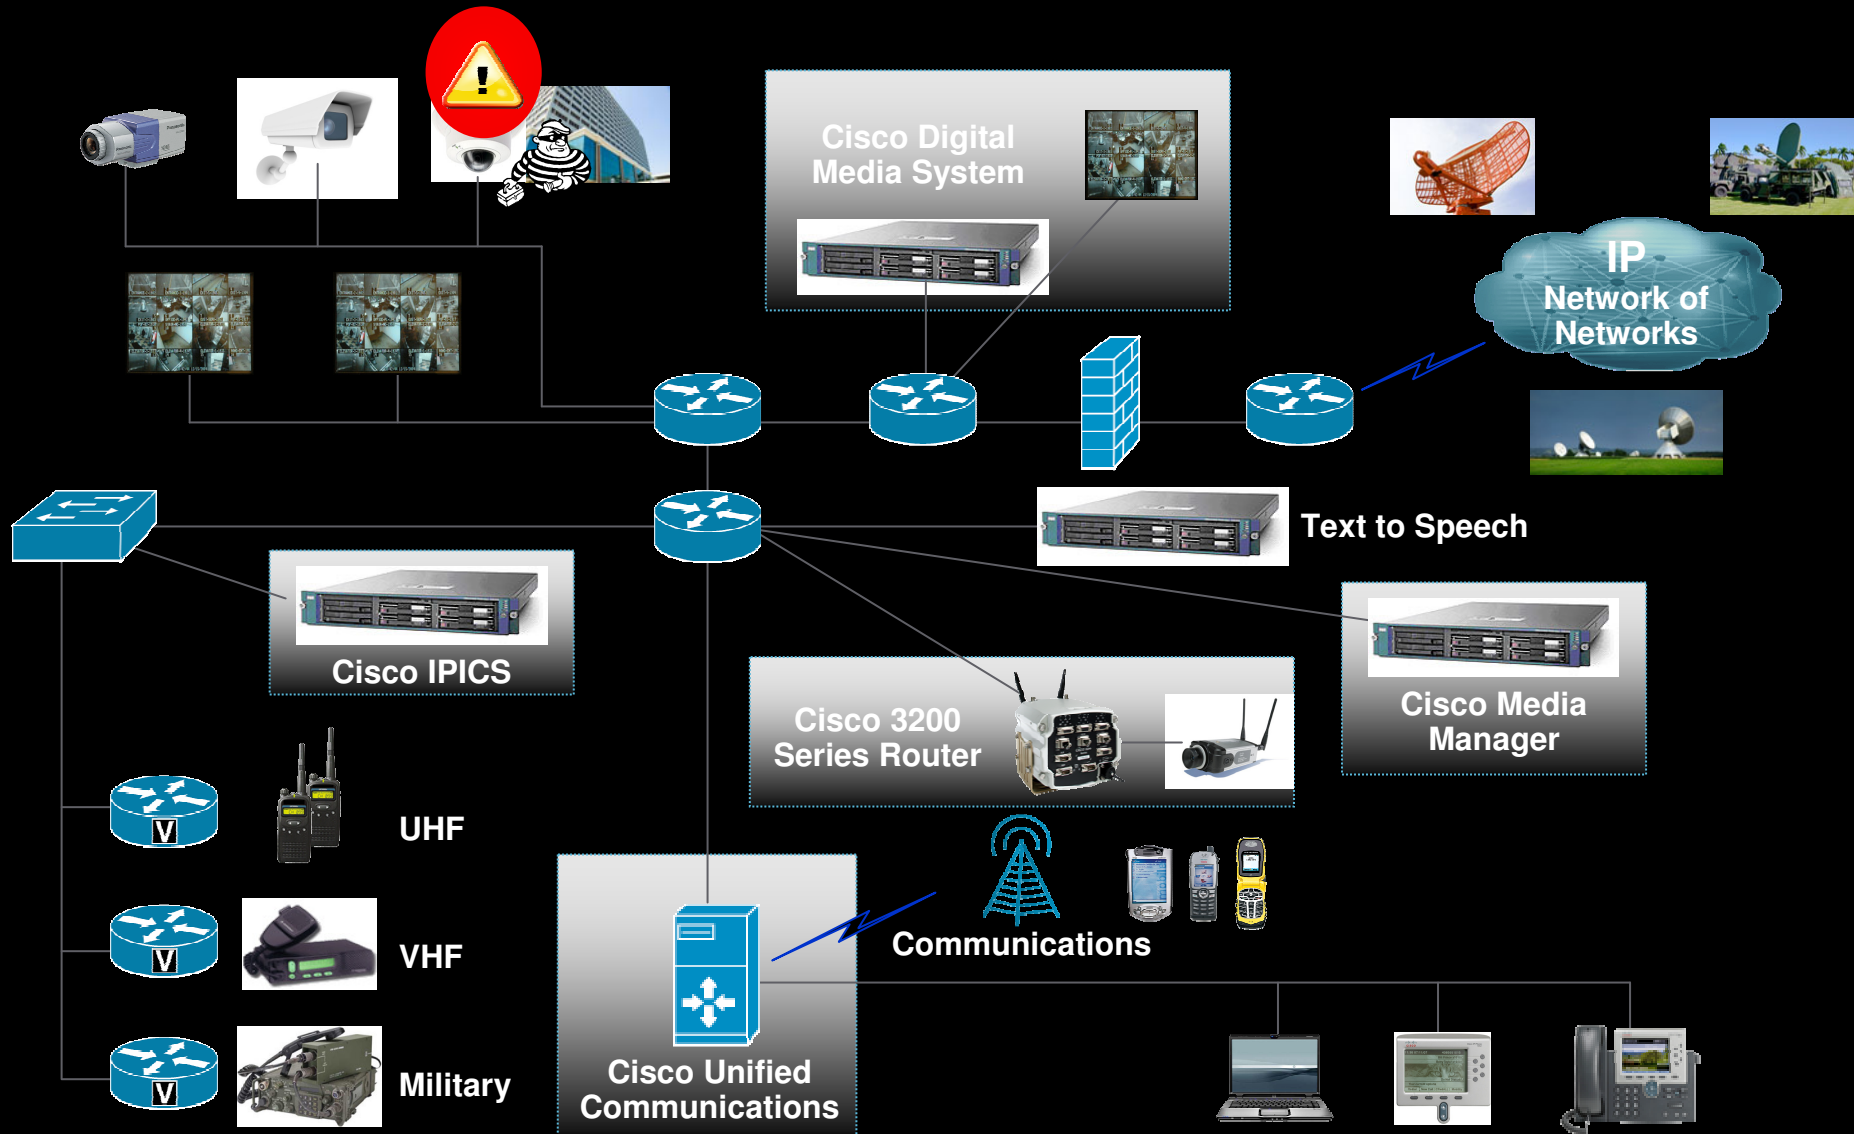 Cisco Digital
Media System
IP
Network of
Networks
Text to Speech
Cisco IPICS
Cisco 3200
Series Router
Cisco Media
Manager
UHF
V
VHF
V
Communications
Military
V
Cisco Unified
Communications